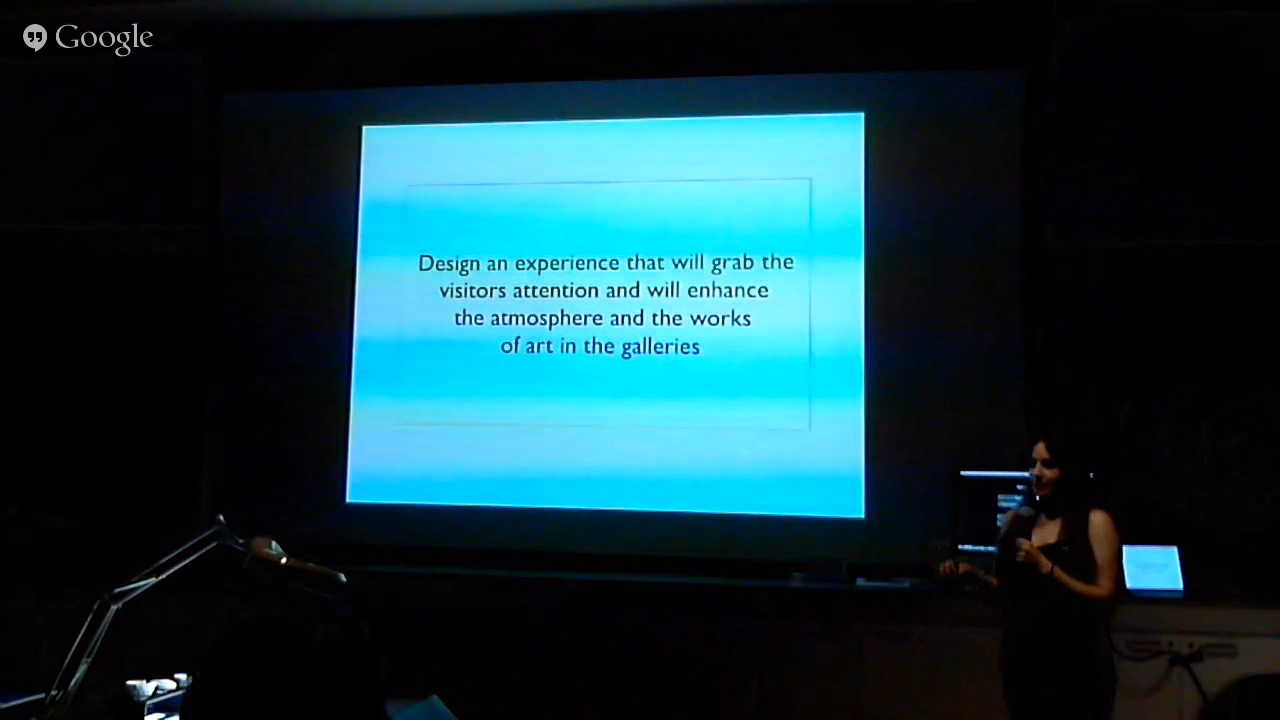 Google
Design an experience that will grab the
visitors attention and will enhance
the atmosphere and the works
of art in the galleries